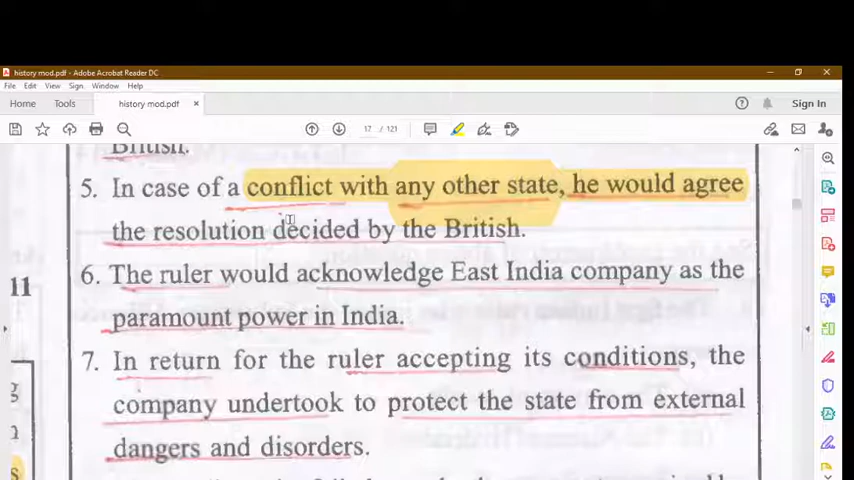 history mod.pdf - Adobe Acrobat Reader DC
File Edit View Sign Window Help
Home Tools history mod.pdf × Sign In
17 / 121
British.
5. In case of a conflict with any other state, he would agree
the resolution decided by the British.
6. The ruler would acknowledge East India company as the
11
paramount power in India.
7. In return for the ruler accepting its conditions, the
company undertook to protect the state from external
dangers and disorders.